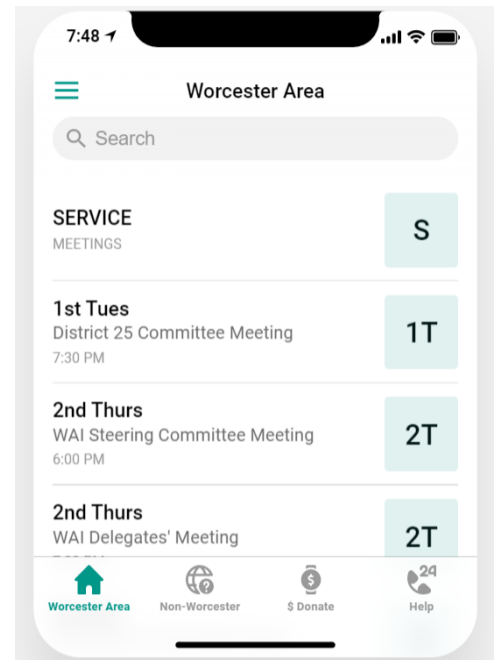 7:48
Worcester Area
Search
SERVICE
MEETINGS
S
1st Tues
District 25 Committee Meeting
7:30 PM
1T
2nd Thurs
WAI Steering Committee Meeting
6:00 PM
2T
2nd Thurs
WAI Delegates' Meeting
2T
24
Worcester Area
Non-Worcester
$ Donate
Help